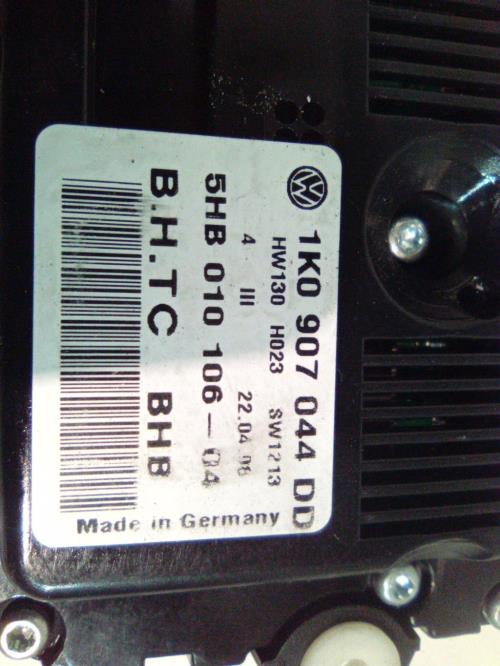 VW
1K0 907 044 DD
HW130 H023 SW1213
4 III 22.04.08
5HB 010 106-04
B.H.TC BHB
Made in Germany